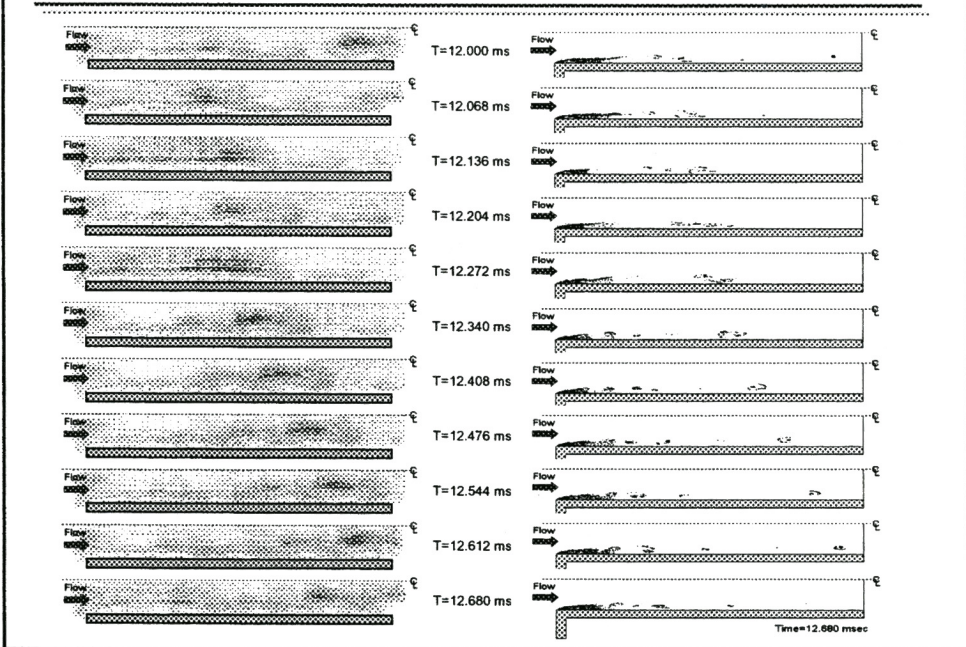 Flow ℄ T=12.000 ms Flow ℄
Flow ℄ T=12.068 ms Flow ℄
Flow ℄ T=12.136 ms Flow ℄
Flow ℄ T=12.204 ms Flow ℄
Flow ℄ T=12.272 ms Flow ℄
Flow ℄ T=12.340 ms Flow ℄
Flow ℄ T=12.408 ms Flow ℄
Flow ℄ T=12.476 ms Flow ℄
Flow ℄ T=12.544 ms Flow ℄
Flow ℄ T=12.612 ms Flow ℄
Flow ℄ T=12.680 ms Flow ℄
Time=12.680 msec